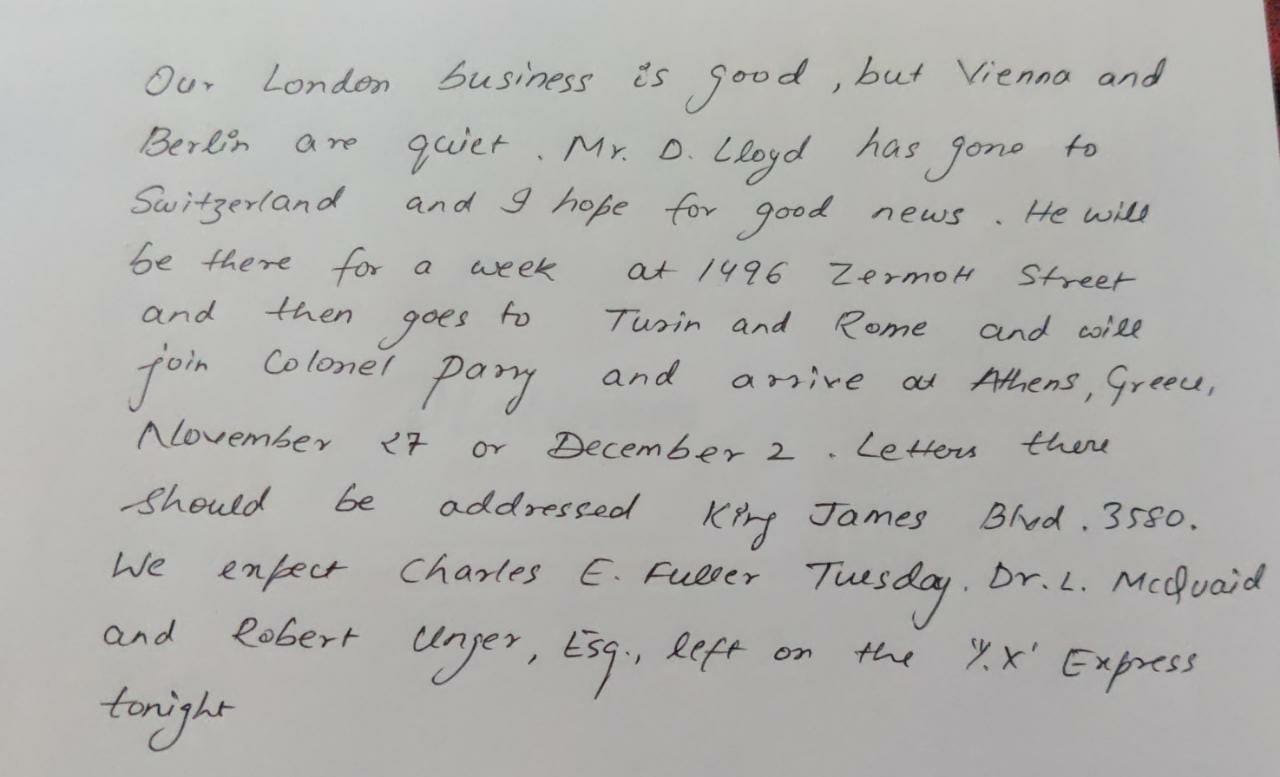 Our London business is good, but Vienna and
Berlin are quiet. Mr. D. Lloyd has gone to
Switzerland and I hope for good news. He will
be there for a week at 1496 Zermott Street
and then goes to Turin and Rome and will
join Colonel Parry and arrive at Athens, Greece,
November 27 or December 2. Letters there
should be addressed King James Blvd. 3580.
We expect Charles E. Fuller Tuesday. Dr. L. McQuaid
and Robert Unger, Esq., left on the 'Y.X' Express
tonight